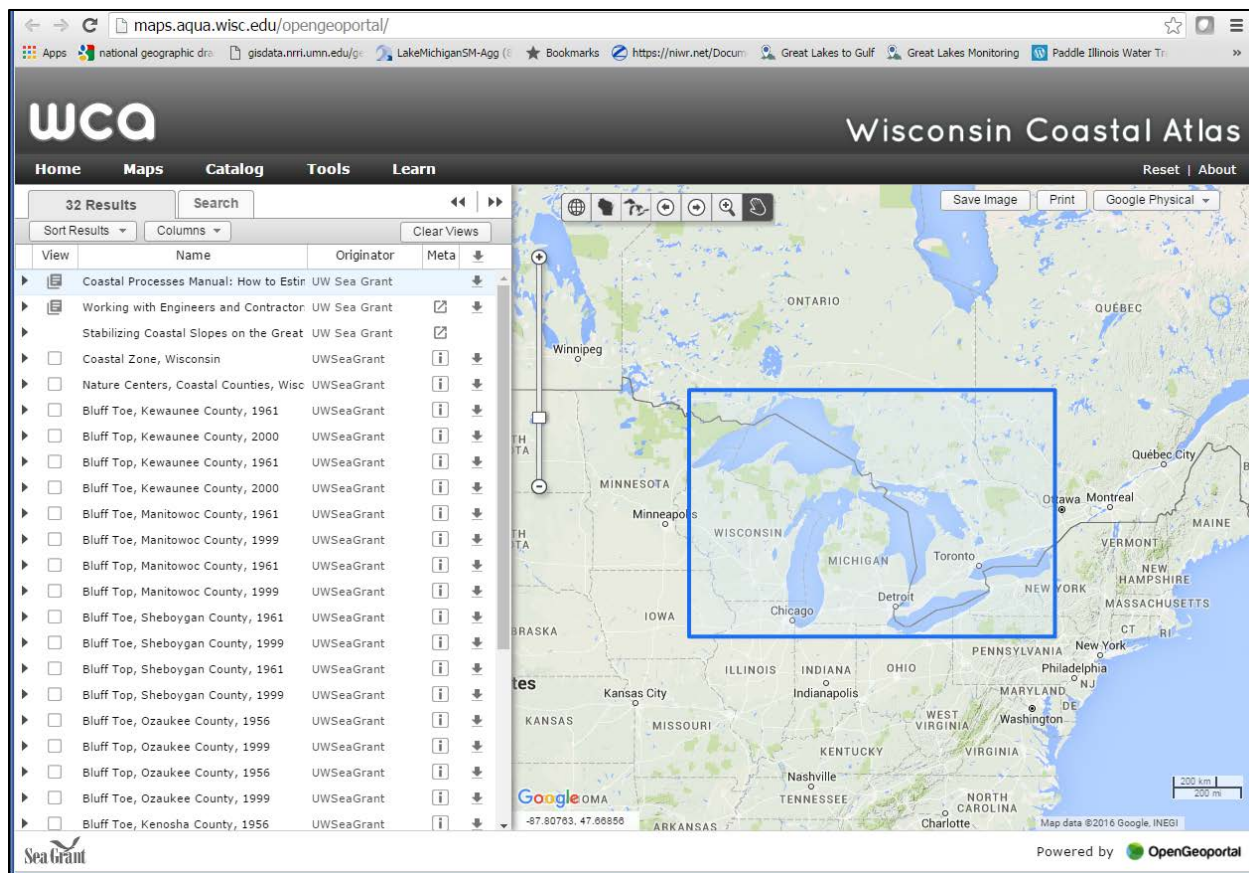 maps.aqua.wisc.edu/opengeoportal/
Apps national geographic dra gisdata.nrri.umn.edu/ge LakeMichiganSM-Agg (8 Bookmarks https://niwr.net/Docum Great Lakes to Gulf Great Lakes Monitoring Paddle Illinois Water Tr »
wca
Wisconsin Coastal Atlas
Home Maps Catalog Tools Learn Reset | About
32 Results Search
Sort Results Columns Clear Views
View Name Originator Meta
Coastal Processes Manual: How to Estin UW Sea Grant
Working with Engineers and Contractor UW Sea Grant
Stabilizing Coastal Slopes on the Great UW Sea Grant
Coastal Zone, Wisconsin UWSeaGrant
Nature Centers, Coastal Counties, Wisc UWSeaGrant
Bluff Toe, Kewaunee County, 1961 UWSeaGrant
Bluff Top, Kewaunee County, 2000 UWSeaGrant
Bluff Top, Kewaunee County, 1961 UWSeaGrant
Bluff Toe, Kewaunee County, 2000 UWSeaGrant
Bluff Toe, Manitowoc County, 1961 UWSeaGrant
Bluff Toe, Manitowoc County, 1999 UWSeaGrant
Bluff Top, Manitowoc County, 1961 UWSeaGrant
Bluff Top, Manitowoc County, 1999 UWSeaGrant
Bluff Toe, Sheboygan County, 1961 UWSeaGrant
Bluff Toe, Sheboygan County, 1999 UWSeaGrant
Bluff Top, Sheboygan County, 1961 UWSeaGrant
Bluff Top, Sheboygan County, 1999 UWSeaGrant
Bluff Toe, Ozaukee County, 1956 UWSeaGrant
Bluff Top, Ozaukee County, 1999 UWSeaGrant
Bluff Top, Ozaukee County, 1956 UWSeaGrant
Bluff Toe, Ozaukee County, 1999 UWSeaGrant
Bluff Toe, Kenosha County, 1956 UWSeaGrant
Save Image Print Google Physical
ONTARIO
QUÉBEC
Winnipeg
TH
OTA
Québec City
MINNESOTA
Ottawa Montreal
Minneapolis
MAINE
WISCONSIN
TH
OTA
VERMONT
MICHIGAN
Toronto
NEW
HAMPSHIRE
NEW YORK
Detroit
MASSACHUSETTS
Chicago
IOWA
CT RI
BRASKA
PENNSYLVANIA New York
ILLINOIS INDIANA OHIO Philadelphia
tes
Kansas City
Indianapolis
MARYLAND NJ
DE
KANSAS
MISSOURI
WEST
VIRGINIA
Washington
KENTUCKY
VIRGINIA
Nashville
TENNESSEE
200 km
200 mi
Google OMA
NORTH
CAROLINA
-87.80763, 47.66856
ARKANSAS
Charlotte
Map data ©2016 Google, INEGI
Sea Grant
Powered by OpenGeoportal